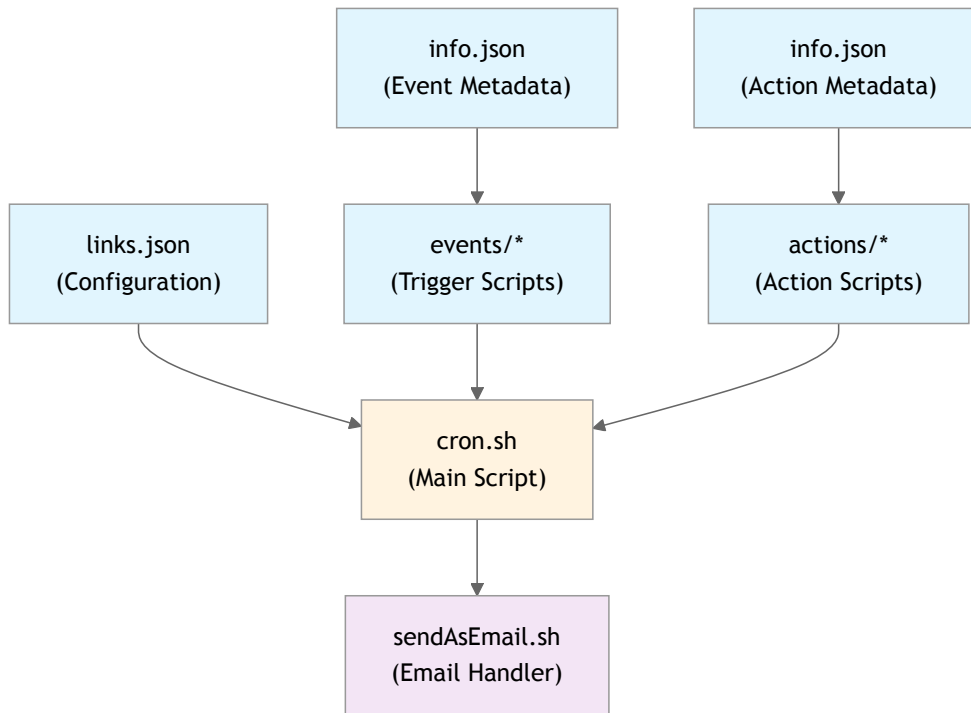 info.json
(Event Metadata)
info.json
(Action Metadata)
links.json
(Configuration)
events/*
(Trigger Scripts)
actions/*
(Action Scripts)
cron.sh
(Main Script)
sendAsEmail.sh
(Email Handler)